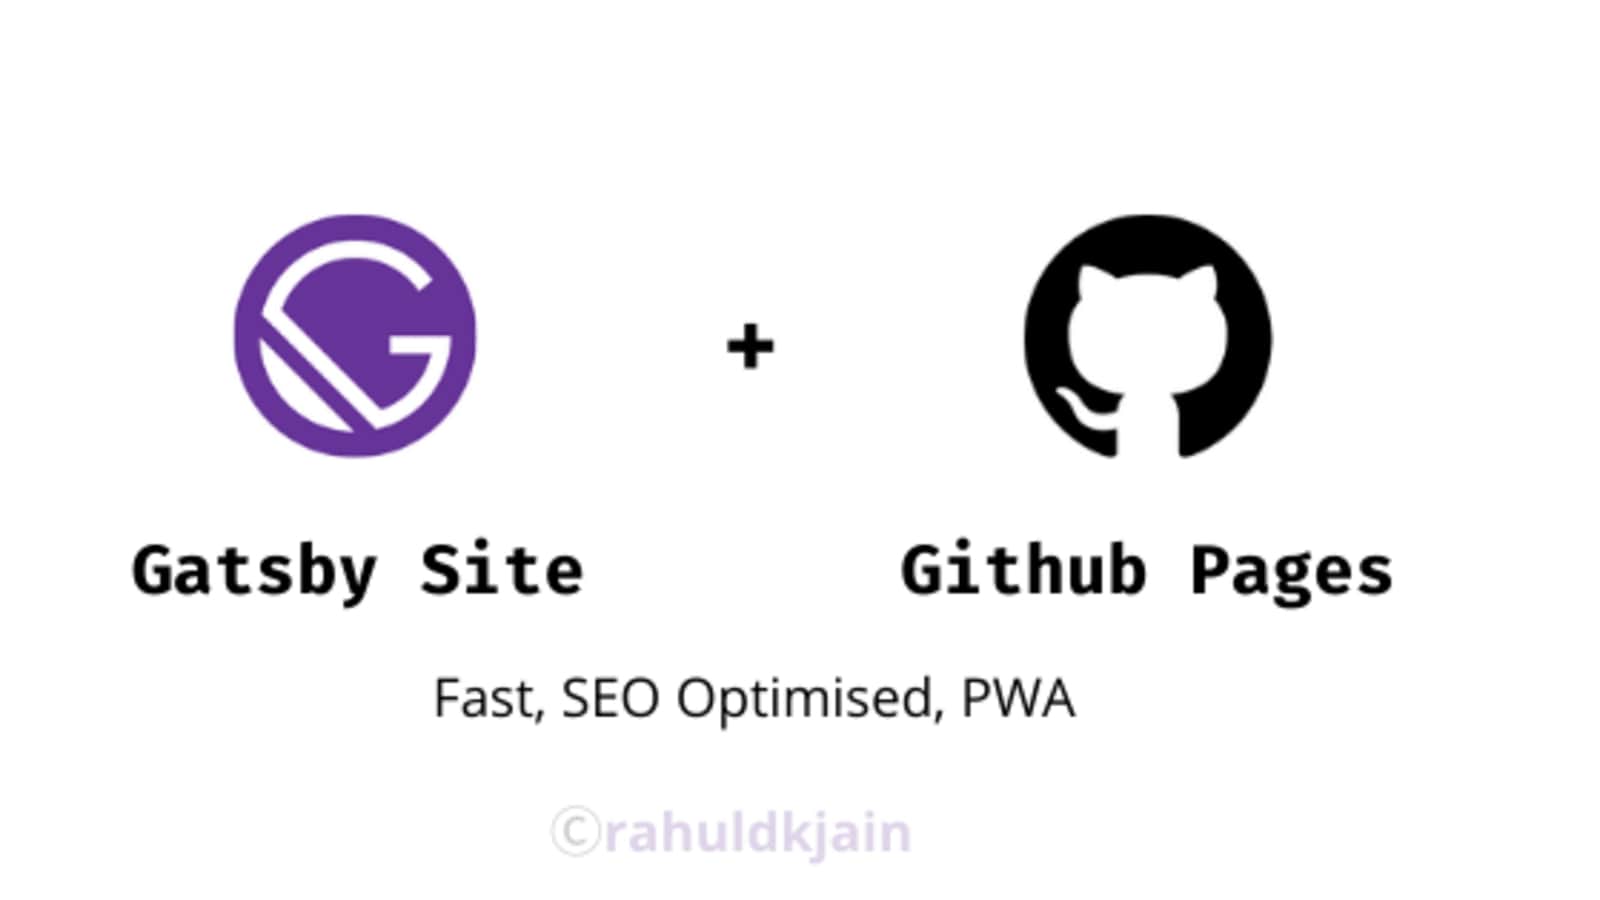 +
Gatsby Site
Github Pages
Fast, SEO Optimised, PWA
©rahuldkjain